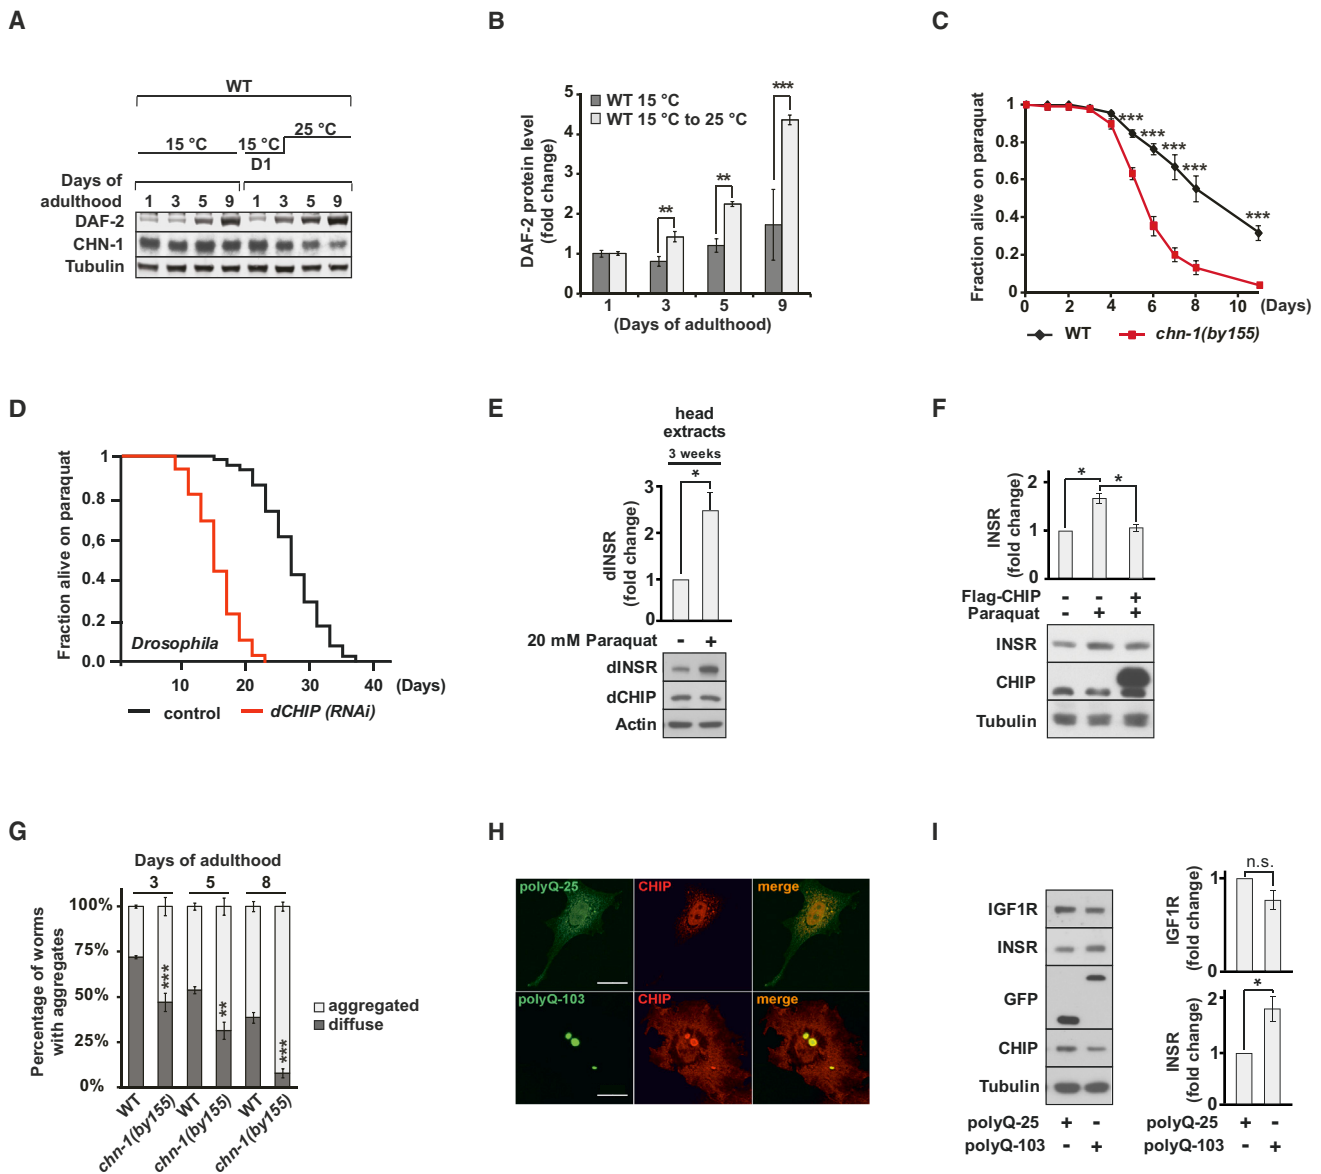 A
WT
15 °C
15 °C
25 °C
D1
Days of
adulthood
1 3 5 9 1 3 5 9
DAF-2
CHN-1
Tubulin
B
DAF-2 protein level
(fold change)
5
4
3
2
1
0
WT 15 °C
WT 15 °C to 25 °C
**
**
***
1 3 5 9
(Days of adulthood)
C
Fraction alive on paraquat
1
0.8
0.6
0.4
0.2
0
***
***
***
***
***
0 2 4 6 8 10 (Days)
WT chn-1(by155)
D
Fraction alive on paraquat
1
0.8
0,6
0.4
0.2
0.0
Drosophila
10 20 30 40 (Days)
control dCHIP (RNAi)
E
head
extracts
3 weeks
*
dINSR
(fold change)
3
2
1
0
20 mM Paraquat - +
dINSR
dCHIP
Actin
F
INSR
(fold change)
2
1
0
* *
Flag-CHIP - - +
Paraquat - + +
INSR
CHIP
Tubulin
G
Days of adulthood
3 5 8
Percentage of worms
with aggregates
100%
75%
50%
25%
0%
***
**
***
aggregated
diffuse
WT chn-1(by155) WT chn-1(by155) WT chn-1(by155)
H
polyQ-25 CHIP merge
polyQ-103 CHIP merge
I
IGF1R
INSR
GFP
CHIP
Tubulin
polyQ-25 + -
polyQ-103 - +
n.s.
IGF1R
(fold change)
1
0
*
INSR
(fold change)
2
1
0
polyQ-25 + -
polyQ-103 - +